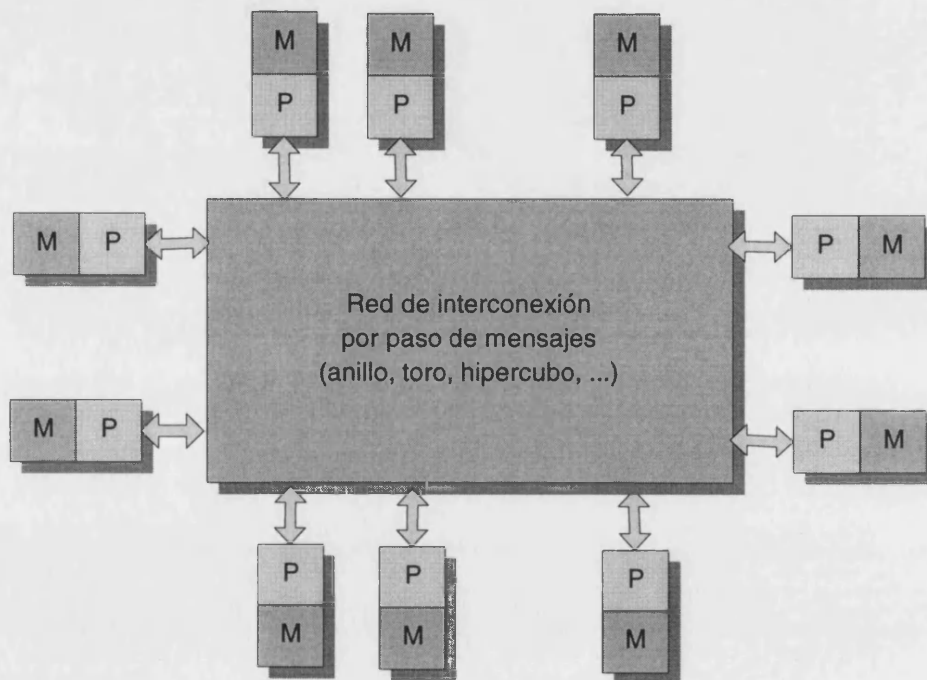 M M M
P P P
M P P M
Red de interconexión
por paso de mensajes
(anillo, toro, hipercubo, ...)
M P P M
P P P
M M M